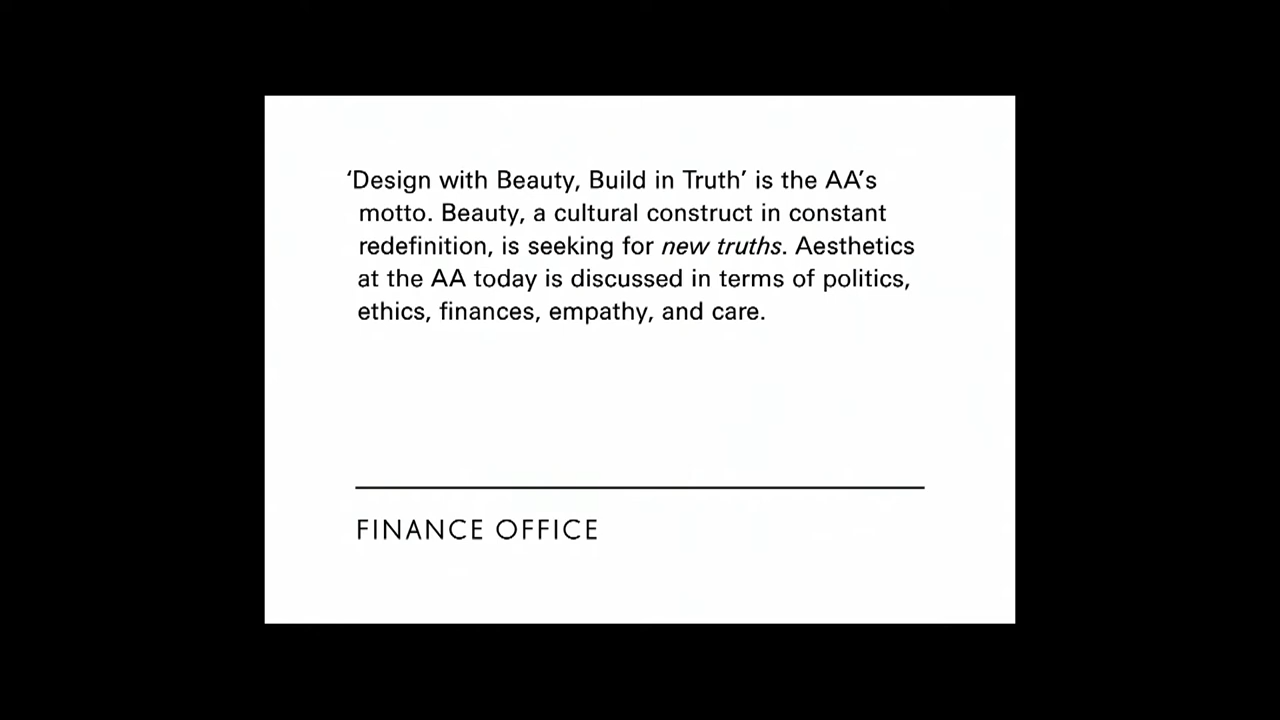 ‘Design with Beauty, Build in Truth’ is the AA’s
motto. Beauty, a cultural construct in constant
redefinition, is seeking for new truths. Aesthetics
at the AA today is discussed in terms of politics,
ethics, finances, empathy, and care.
FINANCE OFFICE